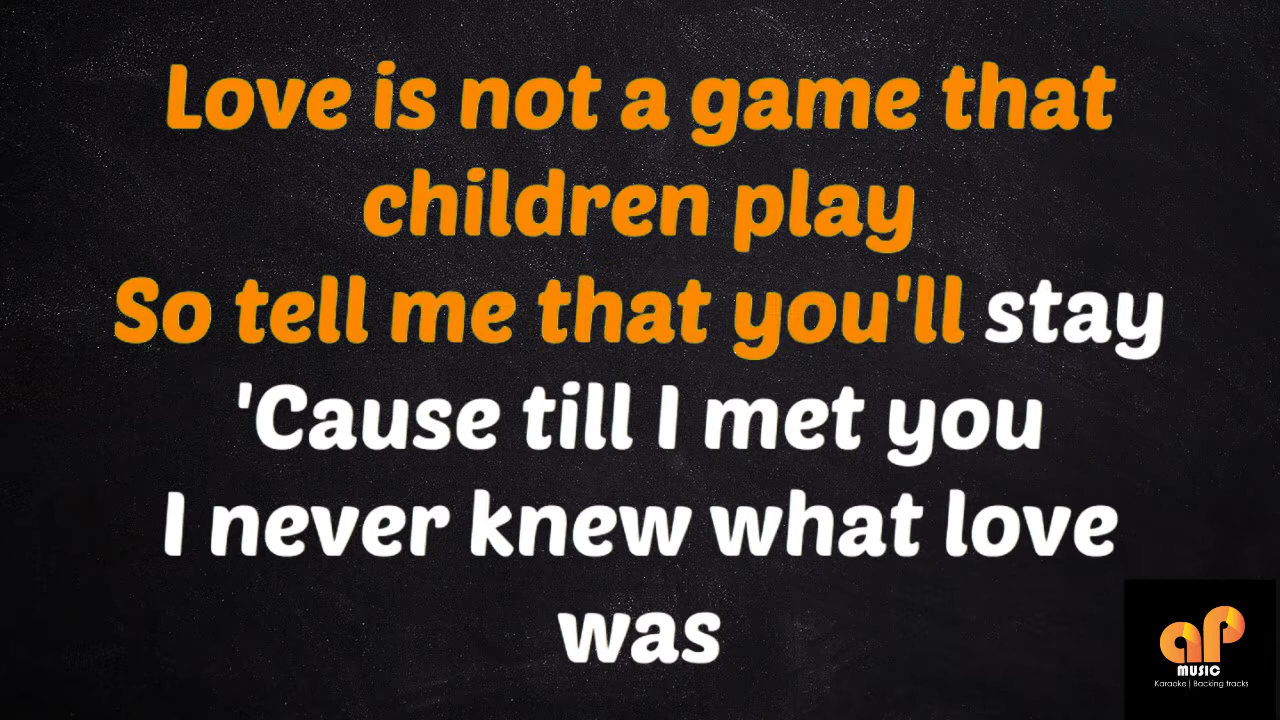 Love is not a game that
children play
So tell me that you'll stay
'Cause till I met you
I never knew what love
was
aP
MUSIC
Karaoke | Backing tracks